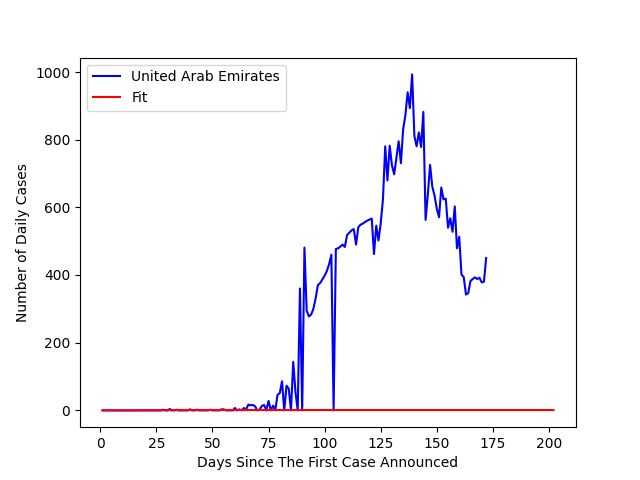 United Arab Emirates
Fit
1000
800
600
400
200
0
Number of Daily Cases
0 25 50 75 100 125 150 175 200
Days Since The First Case Announced